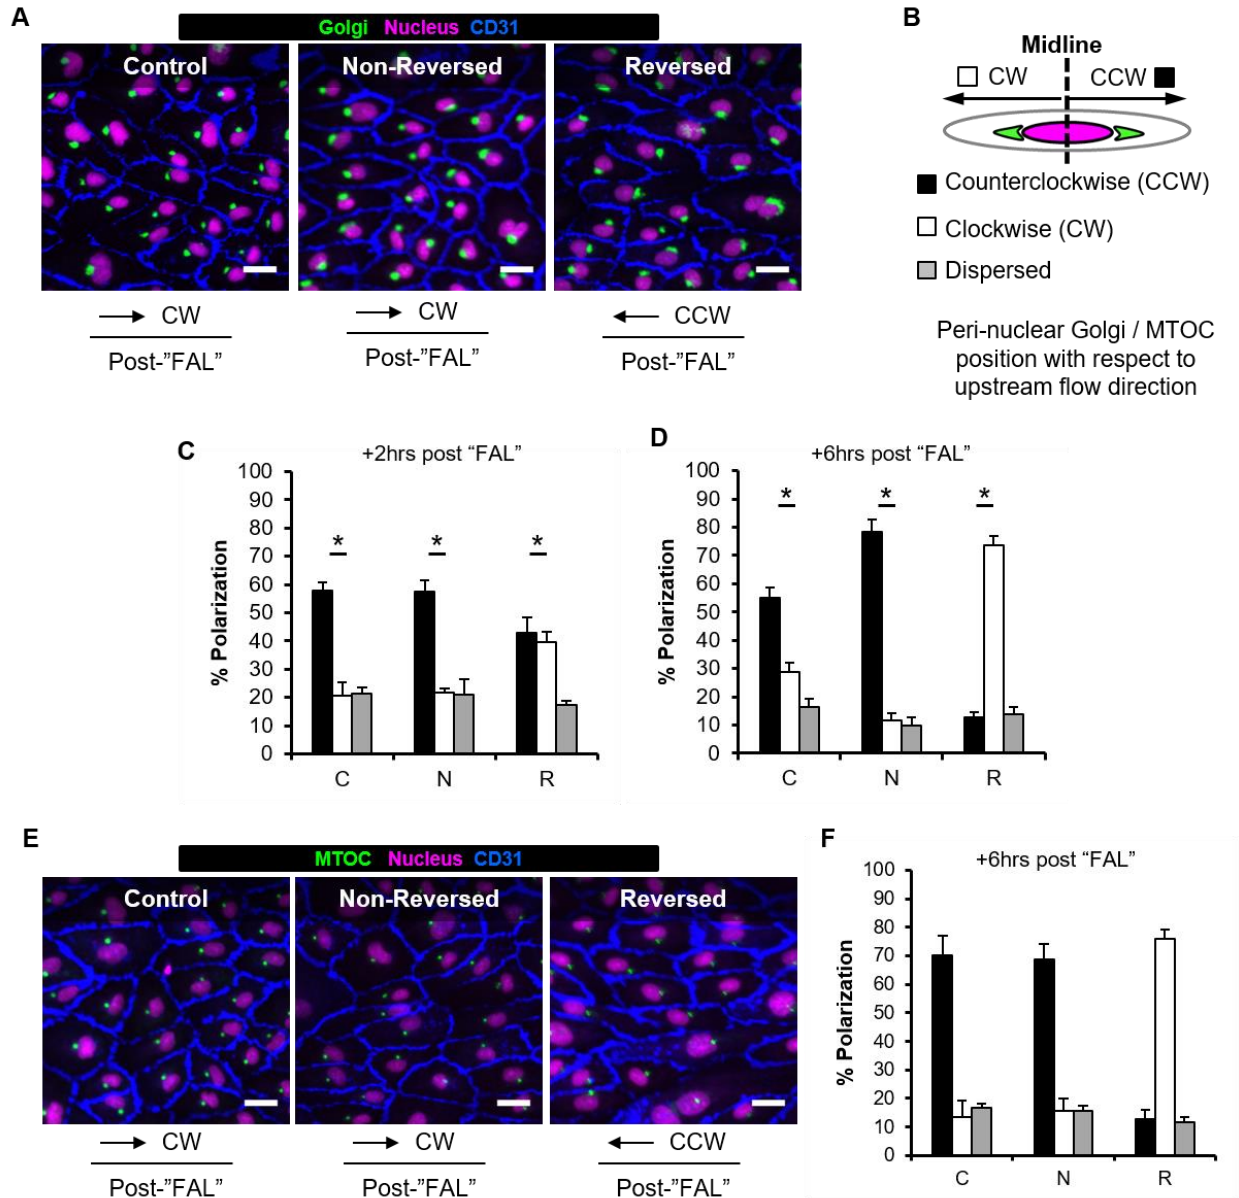 A
Golgi Nucleus CD31
Control
Non-Reversed
Reversed
CW
CW
CCW
Post-”FAL”
Post-”FAL”
Post-”FAL”
B
Midline
CW
CCW
Counterclockwise (CCW)
Clockwise (CW)
Dispersed
Peri-nuclear Golgi / MTOC
position with respect to
upstream flow direction
C
+2hrs post “FAL”
% Polarization
100
90
80
70
60
50
40
30
20
10
0
* * *
C N R
D
+6hrs post “FAL”
% Polarization
100
90
80
70
60
50
40
30
20
10
0
* * *
C N R
E
MTOC Nucleus CD31
Control
Non-Reversed
Reversed
CW
CW
CCW
Post-”FAL”
Post-”FAL”
Post-”FAL”
F
+6hrs post “FAL”
% Polarization
100
90
80
70
60
50
40
30
20
10
0
C N R